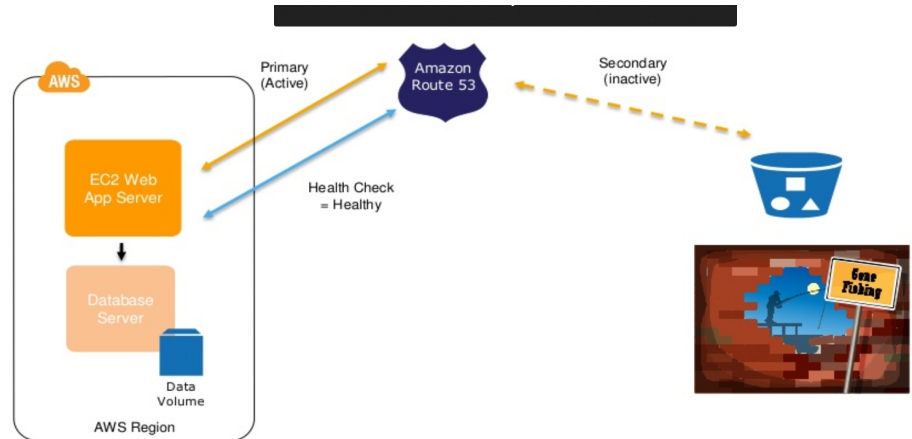 Amazon
Route 53
Primary
(Active)
Secondary
(inactive)
AWS
EC2 Web
App Server
Health Check
= Healthy
Database
Server
Data
Volume
AWS Region
Gone
Fishing